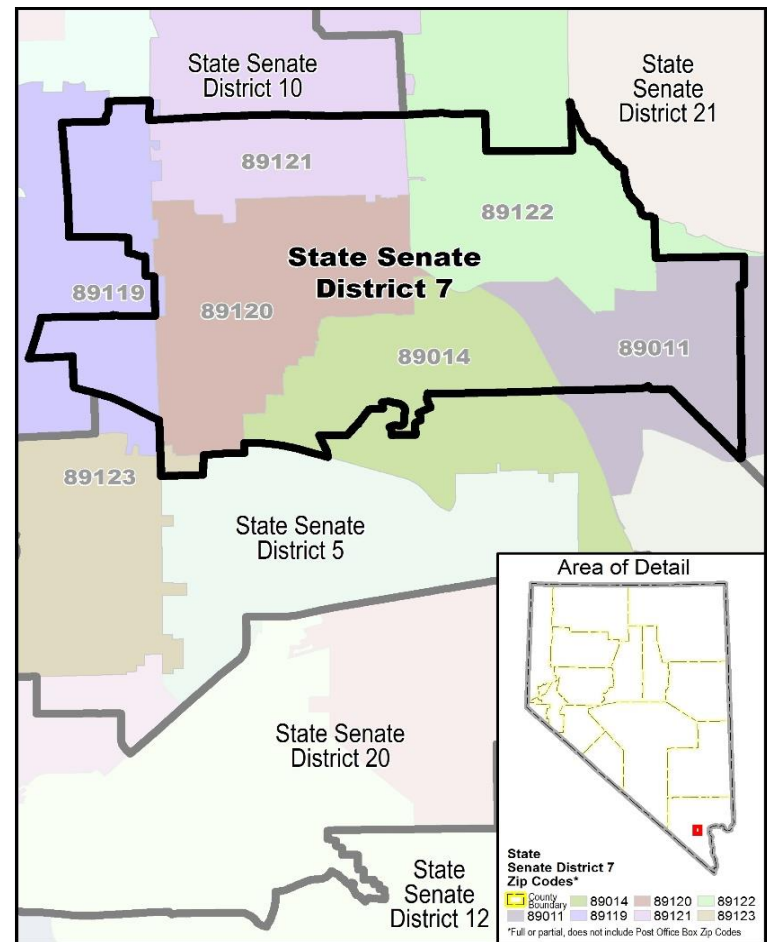 State Senate
District 10
State
Senate
District 21
89121
89122
State Senate
District 7
89119
89120
89014
89011
89123
State Senate
District 5
Area of Detail
State Senate
District 20
State
Senate
District 12
State
Senate District 7
Zip Codes*
County
Boundary
89014
89120
89122
89011
89119
89121
89123
*Full or partial, does not include Post Office Box Zip Codes